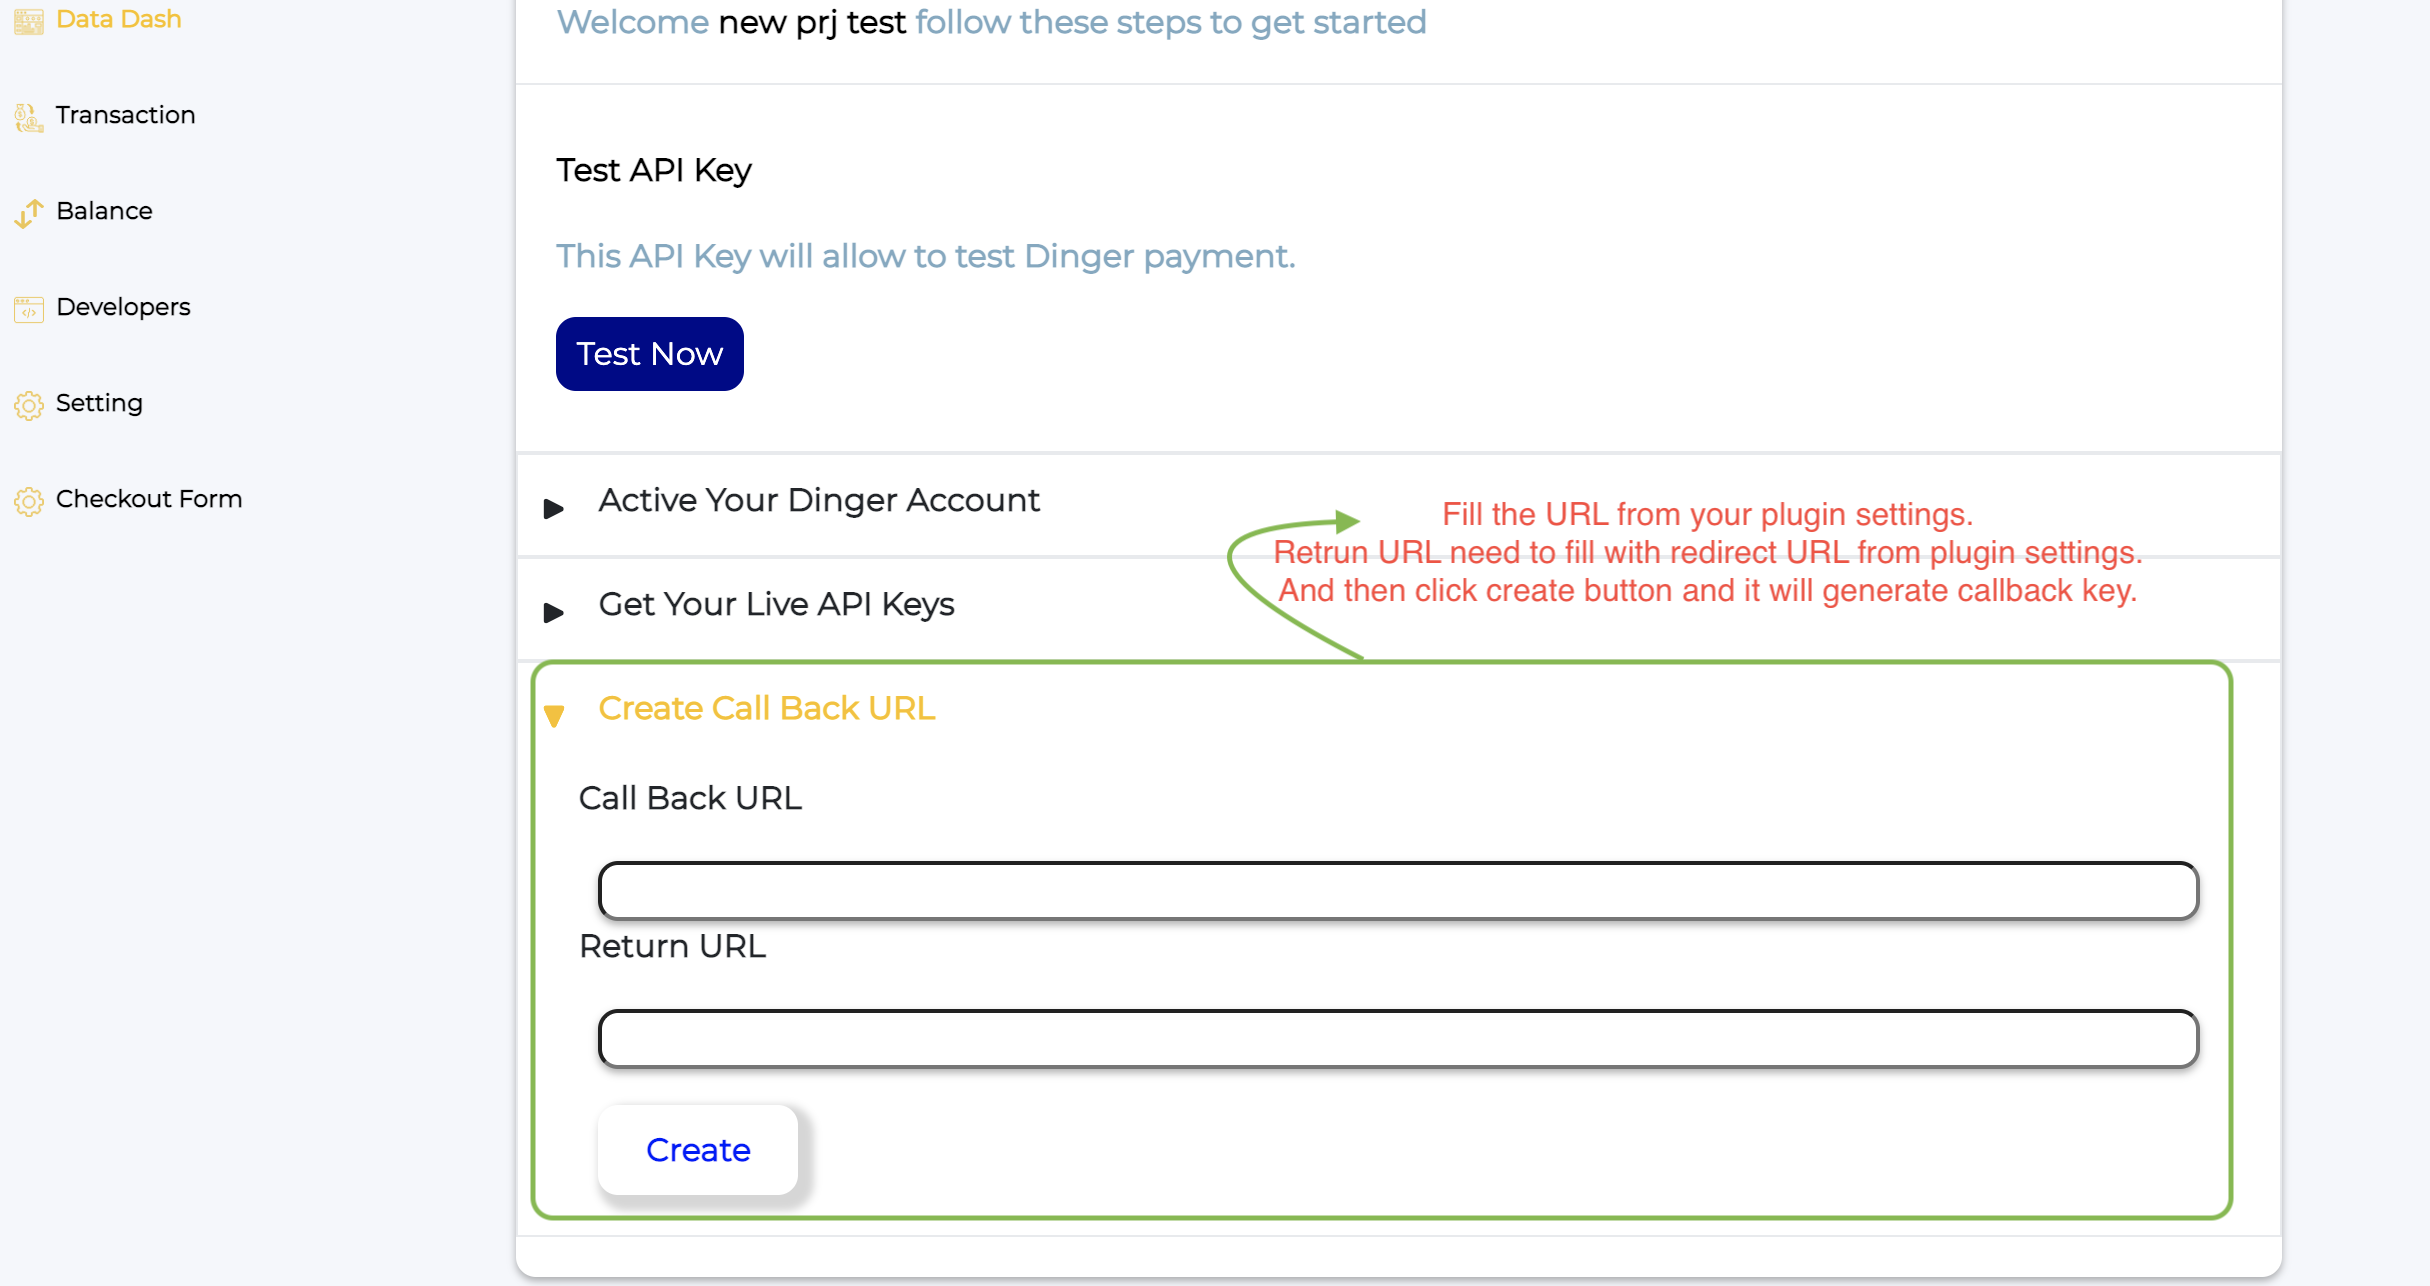 Data Dash
Transaction
Balance
Developers
Setting
Checkout Form
Welcome new prj test follow these steps to get started
Test API Key
This API Key will allow to test Dinger payment.
Test Now
Active Your Dinger Account
Fill the URL from your plugin settings.
Retrun URL need to fill with redirect URL from plugin settings.
And then click create button and it will generate callback key.
Get Your Live API Keys
Create Call Back URL
Call Back URL
Return URL
Create